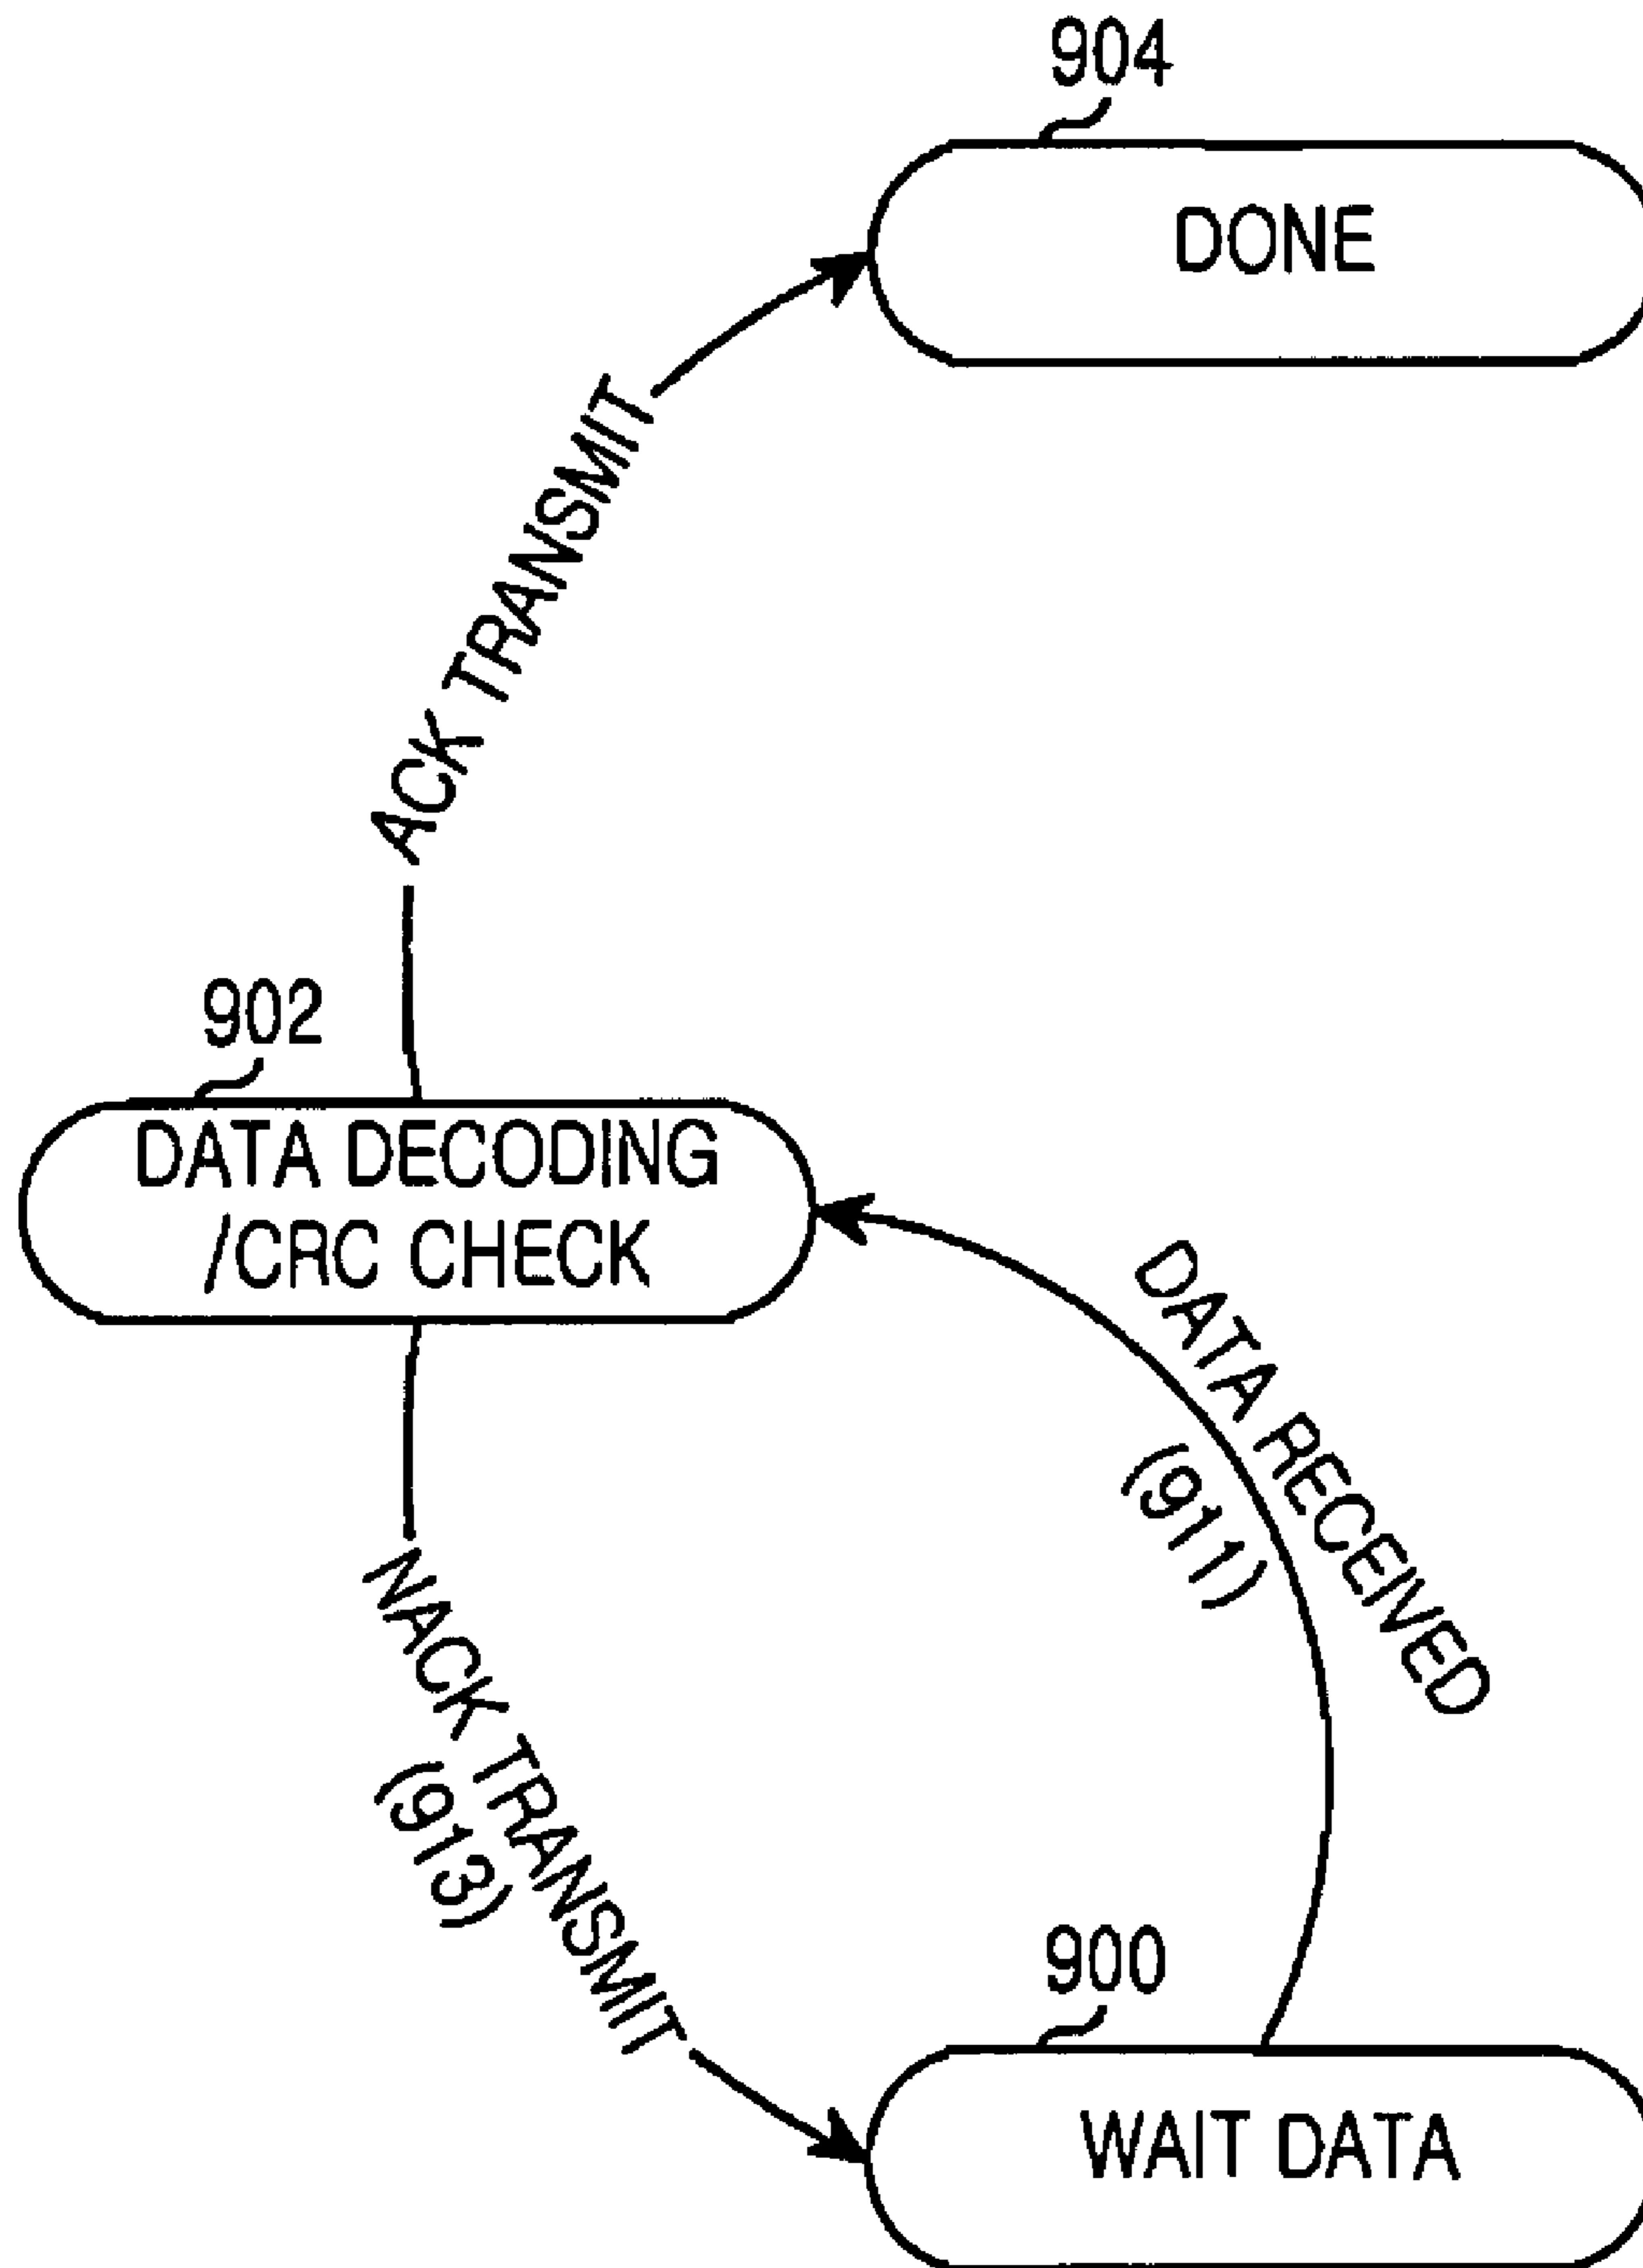 904
DONE
ACK TRANSMIT
902
DATA DECODING
/CRC CHECK
DATA RECEIVED
(911)
NACK TRANSMIT
(913)
900
WAIT DATA